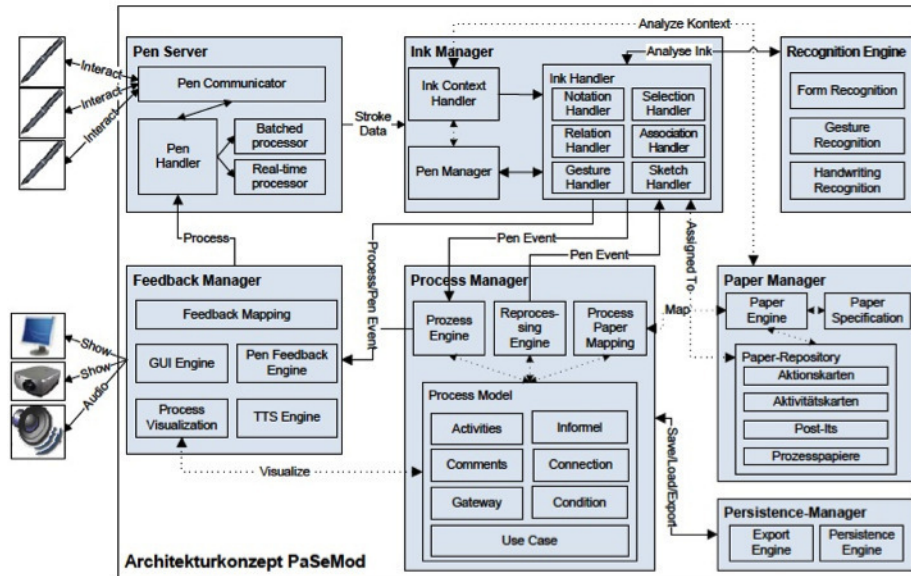 Analyze Kontext
Pen Server
Ink Manager
Analyse Ink
Recognition Engine
Interact
Interact
Interact
Pen Communicator
Pen
Handler
Batched
processor
Real-time
processor
Stroke
Data
Ink Context
Handler
Pen Manager
Ink Handler
Notation
Handler
Selection
Handler
Relation
Handler
Association
Handler
Gesture
Handler
Sketch
Handler
Form Recognition
Gesture
Recognition
Handwriting
Recognition
Process
Process/Pen Event
Pen Event
Pen Event
Assigned To
Feedback Manager
Feedback Mapping
GUI Engine
Pen Feedback
Engine
Process
Visualization
TTS Engine
Show
Show
Audio
Visualize
Process Manager
Prozess
Engine
Reproces-
sing
Engine
Process
Paper
Mapping
Map
Process Model
Activities
Informel
Comments
Connection
Gateway
Condition
Use Case
Paper Manager
Paper
Engine
Paper
Specification
Paper-Repository
Aktionskarten
Aktivitätskarten
Post-Its
Prozesspapiere
Save/Load/Export
Persistence-Manager
Export
Engine
Persistence
Engine
Architekturkonzept PaSeMod